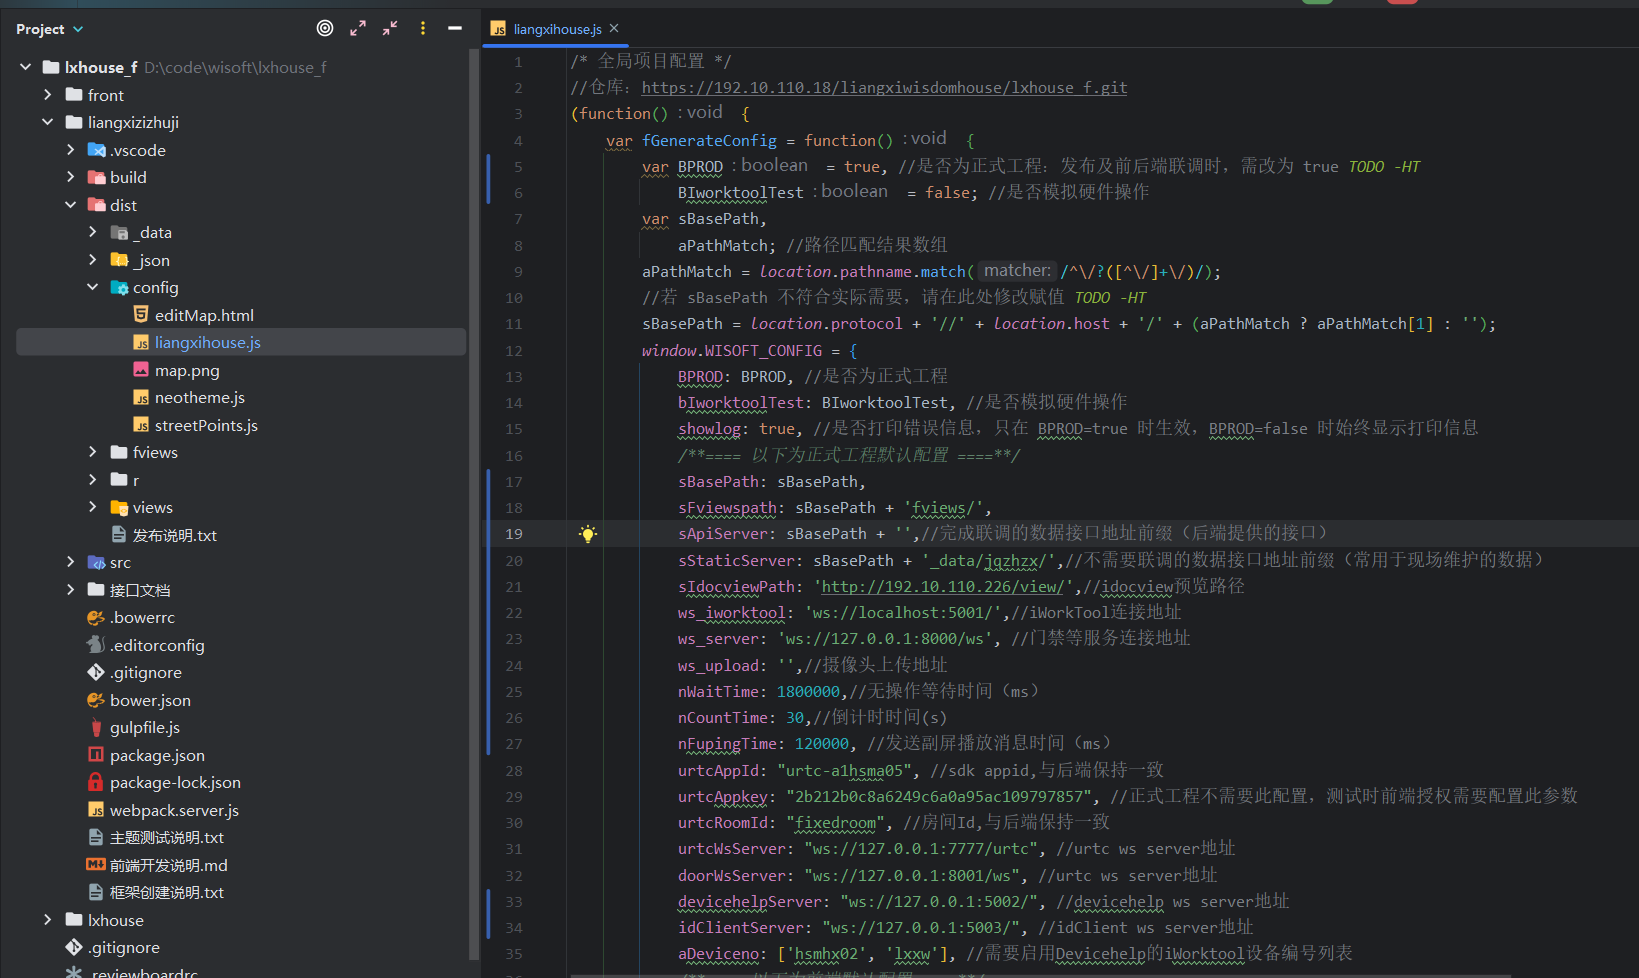 Project
lxhouse_f D:\code\wisoft\lxhouse_f
front
liangxizizhuji
.vscode
build
dist
_data
_json
config
editMap.html
liangxihouse.js
map.png
neotheme.js
streetPoints.js
fviews
r
views
发布说明.txt
src
接口文档
.bowerrc
.editorconfig
.gitignore
bower.json
gulpfile.js
package.json
package-lock.json
webpack.server.js
主题测试说明.txt
前端开发说明.md
框架创建说明.txt
lxhouse
.gitignore
.reviewboardrc
liangxihouse.js
1 /* 全局项目配置 */
2 //仓库：https://192.10.110.18/liangxiwisdomhouse/lxhouse_f.git
3 (function() : void {
4 var fGenerateConfig = function() : void {
5 var BPROD : boolean = true, //是否为正式工程：发布及前后端联调时，需改为 true TODO -HT
6 BIworktoolTest : boolean = false; //是否模拟硬件操作
7 var sBasePath,
8 aPathMatch; //路径匹配结果数组
9 aPathMatch = location.pathname.match( matcher: /^\/?([^\/]+\/)/);
10 //若 sBasePath 不符合实际需要，请在此处修改赋值 TODO -HT
11 sBasePath = location.protocol + '//' + location.host + '/' + (aPathMatch ? aPathMatch[1] : '');
12 window.WISOFT_CONFIG = {
13 BPROD: BPROD, //是否为正式工程
14 bIworktoolTest: BIworktoolTest, //是否模拟硬件操作
15 showlog: true, //是否打印错误信息，只在 BPROD=true 时生效，BPROD=false 时始终显示打印信息
16 /**==== 以下为正式工程默认配置 ====**/
17 sBasePath: sBasePath,
18 sFviewspath: sBasePath + 'fviews/',
19 sApiServer: sBasePath + '',//完成联调的数据接口地址前缀（后端提供的接口）
20 sStaticServer: sBasePath + '_data/jqzhzx/',//不需要联调的数据接口地址前缀（常用于现场维护的数据）
21 sIdocviewPath: 'http://192.10.110.226/view/',//idocview预览路径
22 ws_iworktool: 'ws://localhost:5001/',//iWorkTool连接地址
23 ws_server: 'ws://127.0.0.1:8000/ws', //门禁等服务连接地址
24 ws_upload: '',//摄像头上传地址
25 nWaitTime: 1800000,//无操作等待时间（ms）
26 nCountTime: 30,//倒计时时间(s)
27 nFupingTime: 120000, //发送副屏播放消息时间（ms）
28 urtcAppId: "urtc-a1hsma05", //sdk appid,与后端保持一致
29 urtcAppkey: "2b212b0c8a6249c6a0a95ac109797857", //正式工程不需要此配置，测试时前端授权需要配置此参数
30 urtcRoomId: "fixedroom", //房间Id,与后端保持一致
31 urtcWsServer: "ws://127.0.0.1:7777/urtc", //urtc ws server地址
32 doorWsServer: "ws://127.0.0.1:8001/ws", //urtc ws server地址
33 devicehelpServer: "ws://127.0.0.1:5002/", //devicehelp ws server地址
34 idClientServer: "ws://127.0.0.1:5003/", //idClient ws server地址
35 aDeviceno: ['hsmhx02', 'lxxw'], //需要启用Devicehelp的iWorktool设备编号列表